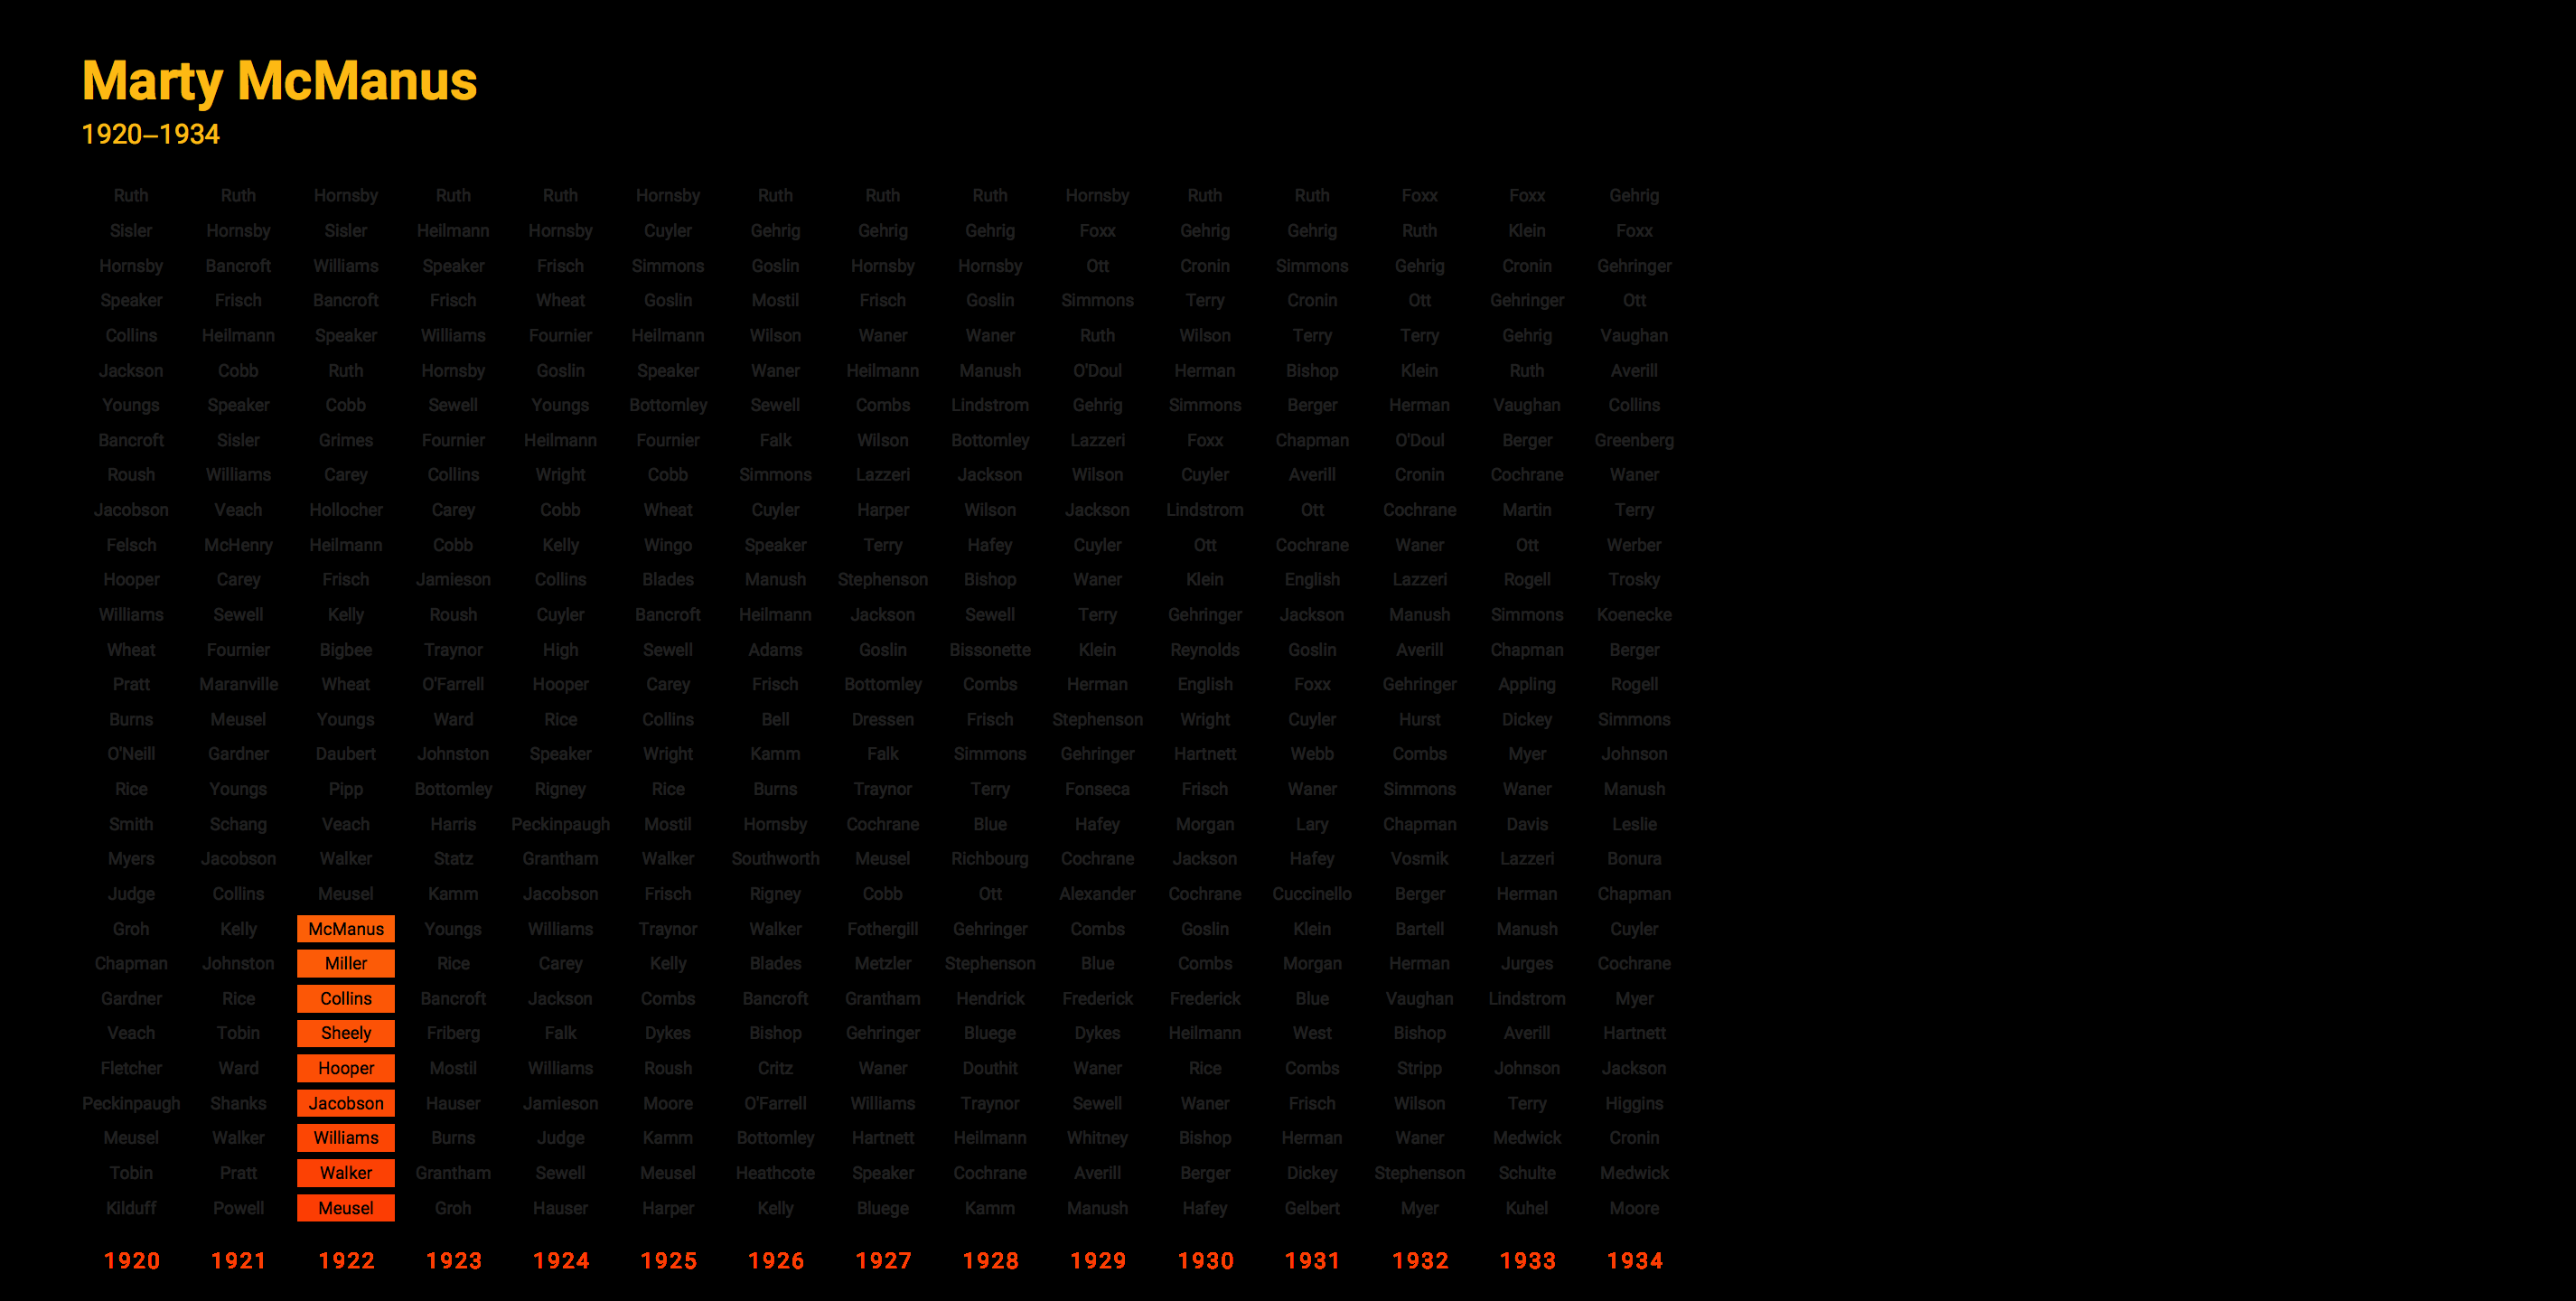 Marty McManus
1920–1934
Ruth Ruth Hornsby Ruth Ruth Hornsby Ruth Ruth Ruth Hornsby Ruth Ruth Foxx Foxx Gehrig
Sisler Hornsby Sisler Heilmann Hornsby Cuyler Gehrig Gehrig Gehrig Foxx Gehrig Gehrig Ruth Klein Foxx
Hornsby Bancroft Williams Speaker Frisch Simmons Goslin Hornsby Hornsby Ott Cronin Simmons Gehrig Cronin Gehringer
Speaker Frisch Bancroft Frisch Wheat Goslin Mostil Frisch Goslin Simmons Terry Cronin Ott Gehringer Ott
Collins Heilmann Speaker Williams Fournier Heilmann Wilson Waner Waner Ruth Wilson Terry Terry Gehrig Vaughan
Jackson Cobb Ruth Hornsby Goslin Speaker Waner Heilmann Manush O'Doul Herman Bishop Klein Ruth Averill
Youngs Speaker Cobb Sewell Youngs Bottomley Sewell Combs Lindstrom Gehrig Simmons Berger Herman Vaughan Collins
Bancroft Sisler Grimes Fournier Heilmann Fournier Falk Wilson Bottomley Lazzeri Foxx Chapman O'Doul Berger Greenberg
Roush Williams Carey Collins Wright Cobb Simmons Lazzeri Jackson Wilson Cuyler Averill Cronin Cochrane Waner
Jacobson Veach Hollocher Carey Cobb Wheat Cuyler Harper Wilson Jackson Lindstrom Ott Cochrane Martin Terry
Felsch McHenry Heilmann Cobb Kelly Wingo Speaker Terry Hafey Cuyler Ott Cochrane Waner Ott Werber
Hooper Carey Frisch Jamieson Collins Blades Manush Stephenson Bishop Waner Klein English Lazzeri Rogell Trosky
Williams Sewell Kelly Roush Cuyler Bancroft Heilmann Jackson Sewell Terry Gehringer Jackson Manush Simmons Koenecke
Wheat Fournier Bigbee Traynor High Sewell Adams Goslin Bissonette Klein Reynolds Goslin Averill Chapman Berger
Pratt Maranville Wheat O'Farrell Hooper Carey Frisch Bottomley Combs Herman English Foxx Gehringer Appling Rogell
Burns Meusel Youngs Ward Rice Collins Bell Dressen Frisch Stephenson Wright Cuyler Hurst Dickey Simmons
O'Neill Gardner Daubert Johnston Speaker Wright Kamm Falk Simmons Gehringer Hartnett Webb Combs Myer Johnson
Rice Youngs Pipp Bottomley Rigney Rice Burns Traynor Terry Fonseca Frisch Waner Simmons Waner Manush
Smith Schang Veach Harris Peckinpaugh Mostil Hornsby Cochrane Blue Hafey Morgan Lary Chapman Davis Leslie
Myers Jacobson Walker Statz Grantham Walker Southworth Meusel Richbourg Cochrane Jackson Hafey Vosmik Lazzeri Bonura
Judge Collins Meusel Kamm Jacobson Frisch Rigney Cobb Ott Alexander Cochrane Cuccinello Berger Herman Chapman
Groh Kelly McManus Youngs Williams Traynor Walker Fothergill Gehringer Combs Goslin Klein Bartell Manush Cuyler
Chapman Johnston Miller Rice Carey Kelly Blades Metzler Stephenson Blue Combs Morgan Herman Jurges Cochrane
Gardner Rice Collins Bancroft Jackson Combs Bancroft Grantham Hendrick Frederick Frederick Blue Vaughan Lindstrom Myer
Veach Tobin Sheely Friberg Falk Dykes Bishop Gehringer Bluege Dykes Heilmann West Bishop Averill Hartnett
Fletcher Ward Hooper Mostil Williams Roush Critz Waner Douthit Waner Rice Combs Stripp Johnson Jackson
Peckinpaugh Shanks Jacobson Hauser Jamieson Moore O'Farrell Williams Traynor Sewell Waner Frisch Wilson Terry Higgins
Meusel Walker Williams Burns Judge Kamm Bottomley Hartnett Heilmann Whitney Bishop Herman Waner Medwick Cronin
Tobin Pratt Walker Grantham Sewell Meusel Heathcote Speaker Cochrane Averill Berger Dickey Stephenson Schulte Medwick
Kilduff Powell Meusel Groh Hauser Harper Kelly Bluege Kamm Manush Hafey Gelbert Myer Kuhel Moore
1920 1921 1922 1923 1924 1925 1926 1927 1928 1929 1930 1931 1932 1933 1934